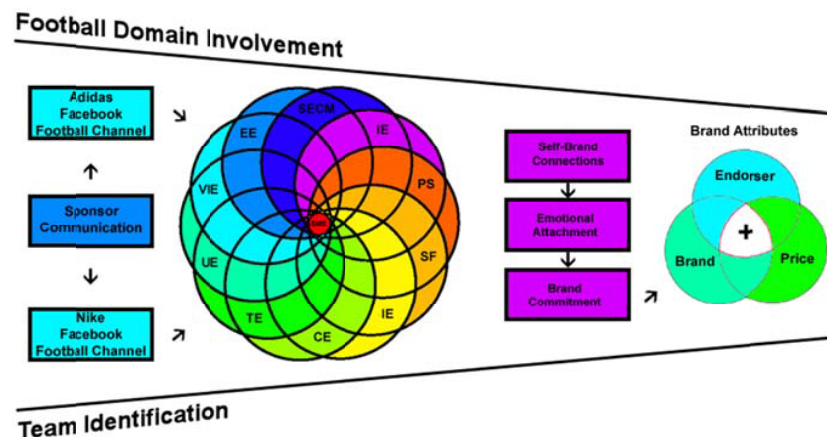 Football Domain Involvement
Adidas
Facebook
Football Channel
Sponsor
Communication
Nike
Facebook
Football Channel
SECM
EE
IE
VIE
PS
UE
SF
TE
IE
CE
Self-Brand
Connections
Emotional
Attachment
Brand
Commitment
Brand Attributes
Endorser
+
Brand
Price
Team Identification